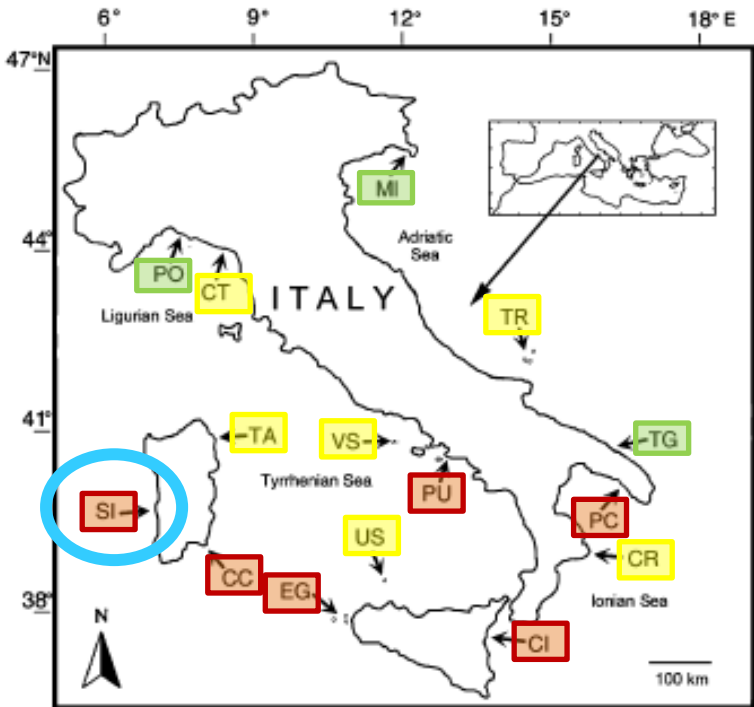 6° 9° 12° 15° 18° E
47°N
MI
Adriatic
Sea
44°
PO
CT
ITALY
Ligurian Sea
TR
41°
TA
VS
TG
Tyrrhenian Sea
SI
PU
PC
US
CR
CC
EG
38°
Ionian Sea
N
CI
100 km